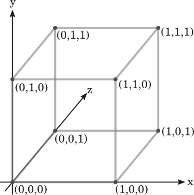 y
(0,1,1)
(1,1,1)
(0,1,0)
z
(1,1,0)
(0,0,1)
(1,0,1)
x
(0,0,0)
(1,0,0)